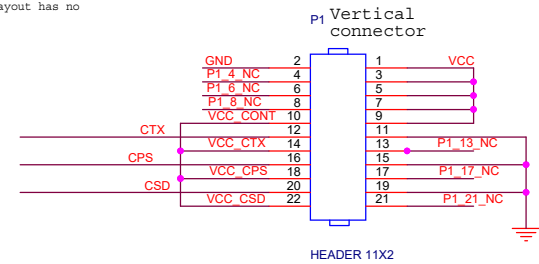 ayout has no
P1 Vertical
connector
GND 2 1 VCC
P1_4_NC 4 3
P1_6_NC 6 5
P1_8_NC 8 7
VCC_CONT 10 9
CTX 12 11
VCC_CTX 14 13 P1_13_NC
CPS 16 15
VCC_CPS 18 17 P1_17_NC
CSD 20 19
VCC_CSD 22 21 P1_21_NC
HEADER 11X2